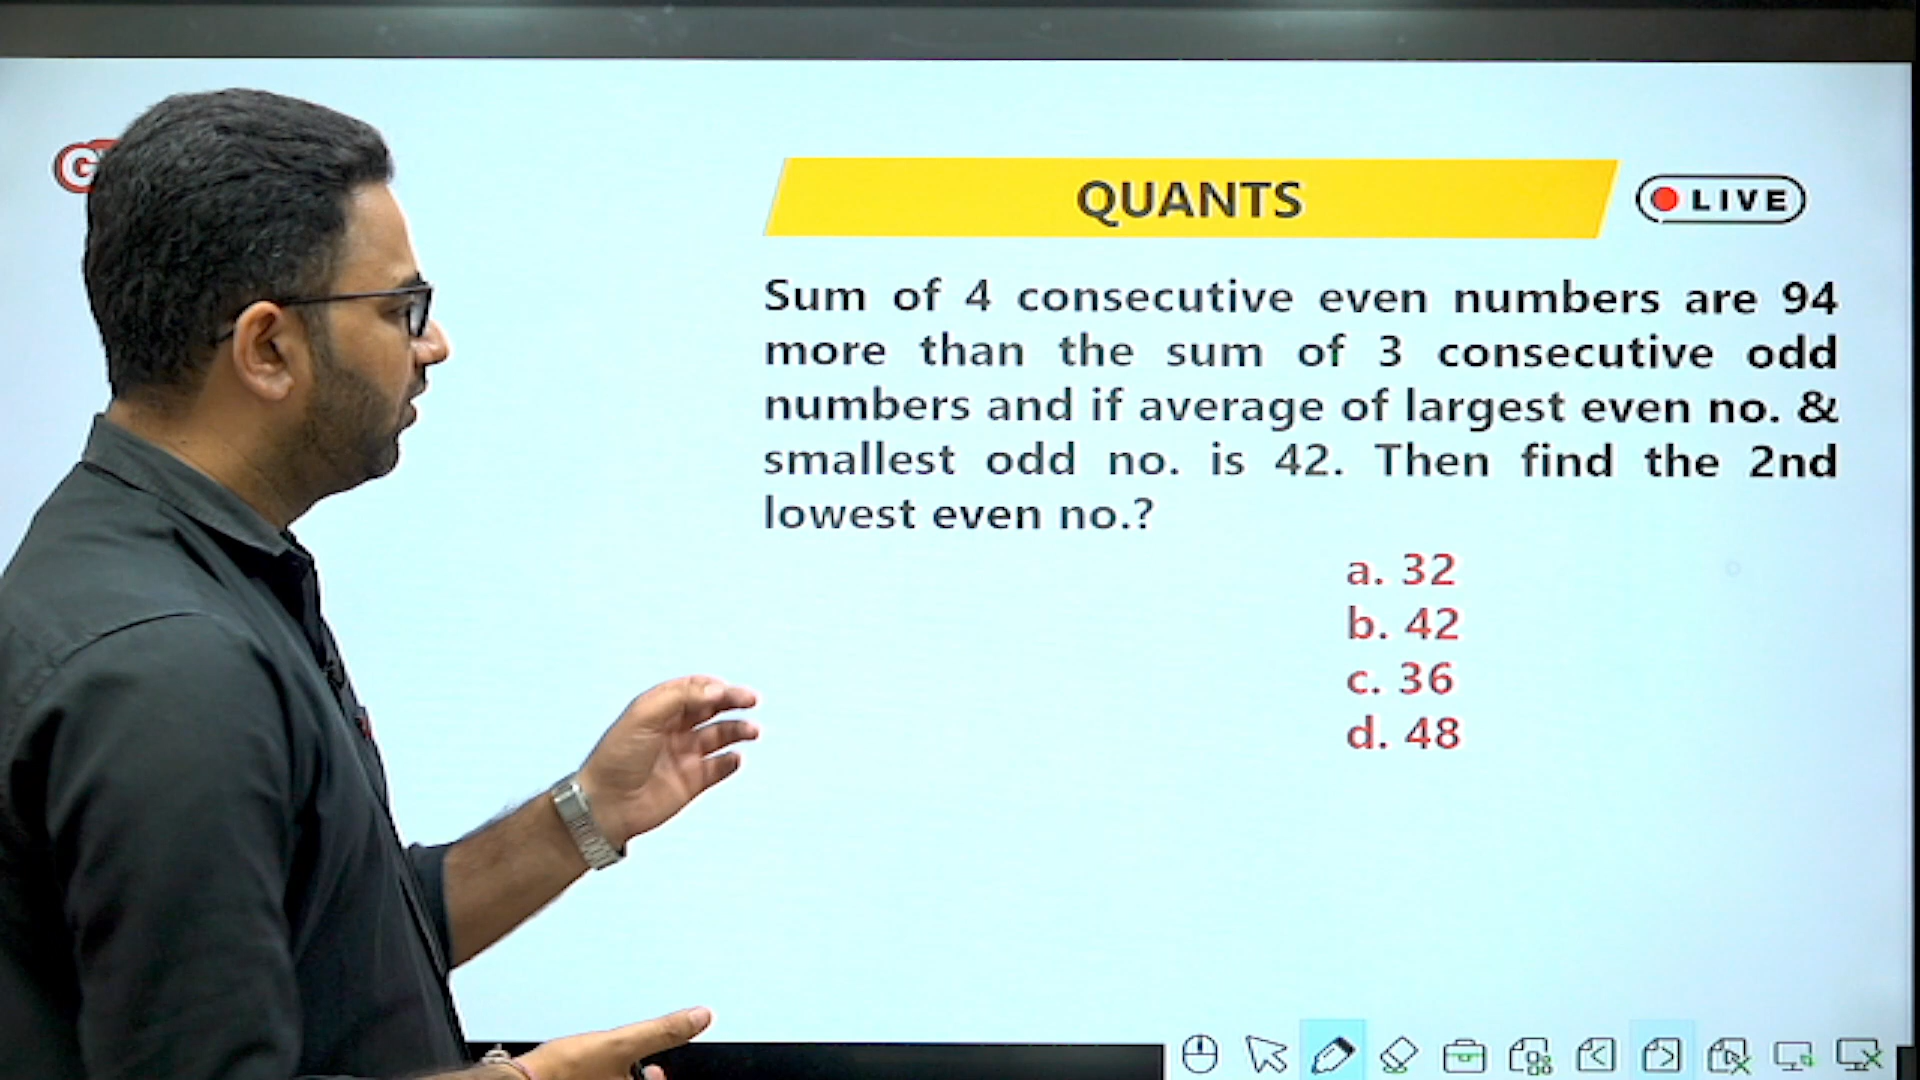 G
QUANTS
LIVE
Sum of 4 consecutive even numbers are 94
more than the sum of 3 consecutive odd
numbers and if average of largest even no. &
smallest odd no. is 42. Then find the 2nd
lowest even no.?
a. 32
b. 42
c. 36
d. 48